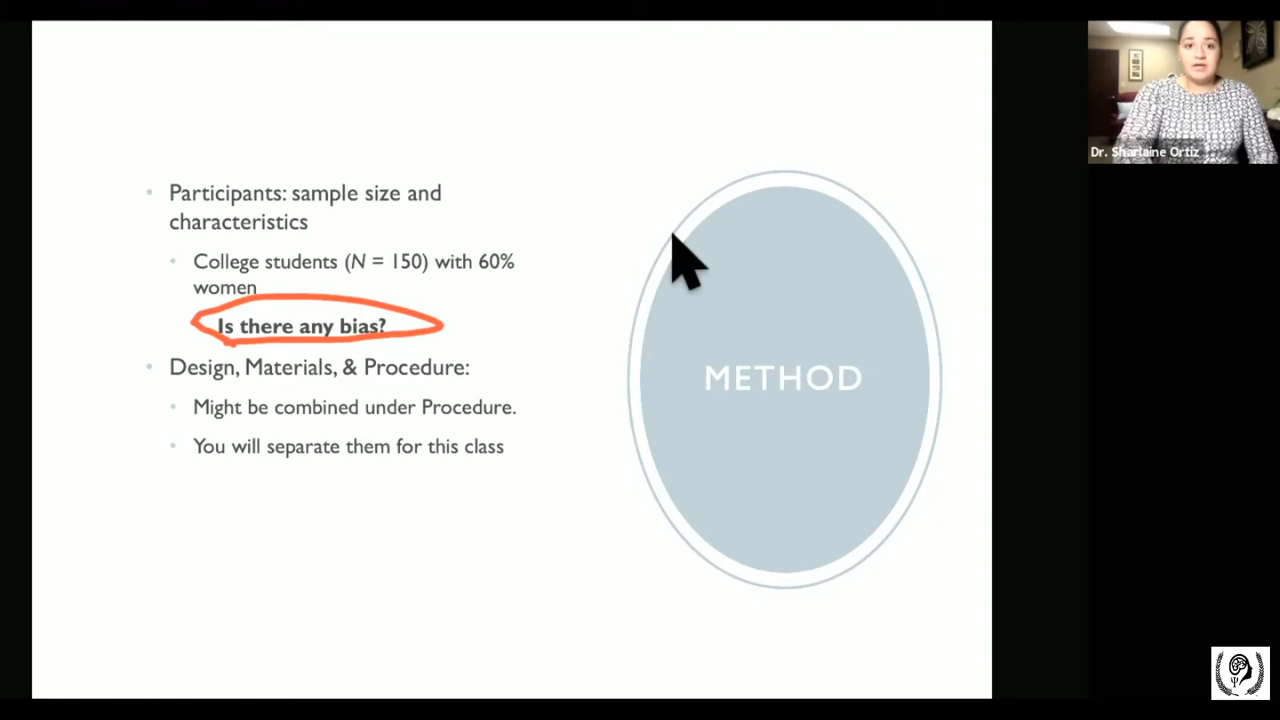 Participants: sample size and
characteristics
College students (N = 150) with 60%
women
Is there any bias?
Design, Materials, & Procedure:
Might be combined under Procedure.
You will separate them for this class
METHOD
Dr. Sharlaine Ortiz
Ψ